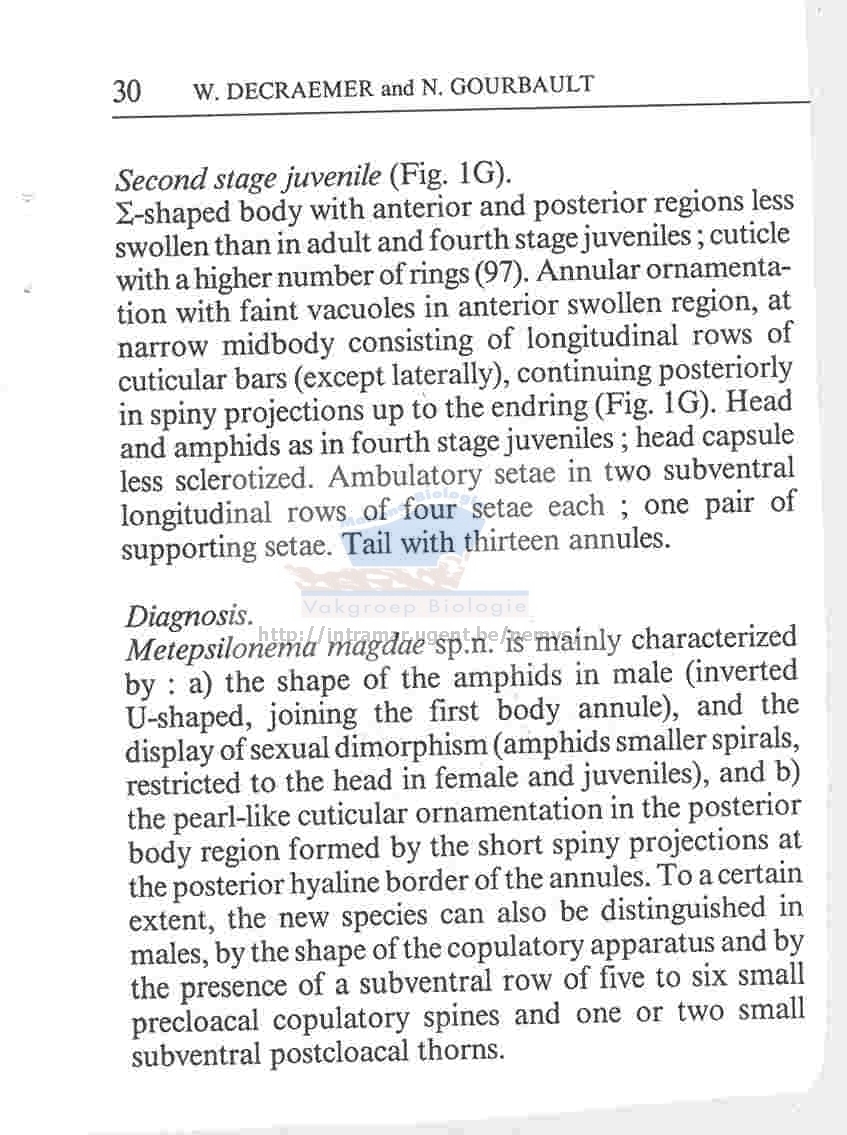 30 W. DECRAEMER and N. GOURBAULT
Second stage juvenile (Fig. 1G).
Σ-shaped body with anterior and posterior regions less
swollen than in adult and fourth stage juveniles ; cuticle
with a higher number of rings (97). Annular ornamenta-
tion with faint vacuoles in anterior swollen region, at
narrow midbody consisting of longitudinal rows of
cuticular bars (except laterally), continuing posteriorly
in spiny projections up to the endring (Fig. 1G). Head
and amphids as in fourth stage juveniles ; head capsule
less sclerotized. Ambulatory setae in two subventral
longitudinal rows of four setae each ; one pair of
supporting setae. Tail with thirteen annules.
Vakgroep Biologie
http://intramar.ugent.be/nemys/
Diagnosis.
Metepsilonema magdae sp.n. is mainly characterized
by : a) the shape of the amphids in male (inverted
U-shaped, joining the first body annule), and the
display of sexual dimorphism (amphids smaller spirals,
restricted to the head in female and juveniles), and b)
the pearl-like cuticular ornamentation in the posterior
body region formed by the short spiny projections at
the posterior hyaline border of the annules. To a certain
extent, the new species can also be distinguished in
males, by the shape of the copulatory apparatus and by
the presence of a subventral row of five to six small
precloacal copulatory spines and one or two small
subventral postcloacal thorns.